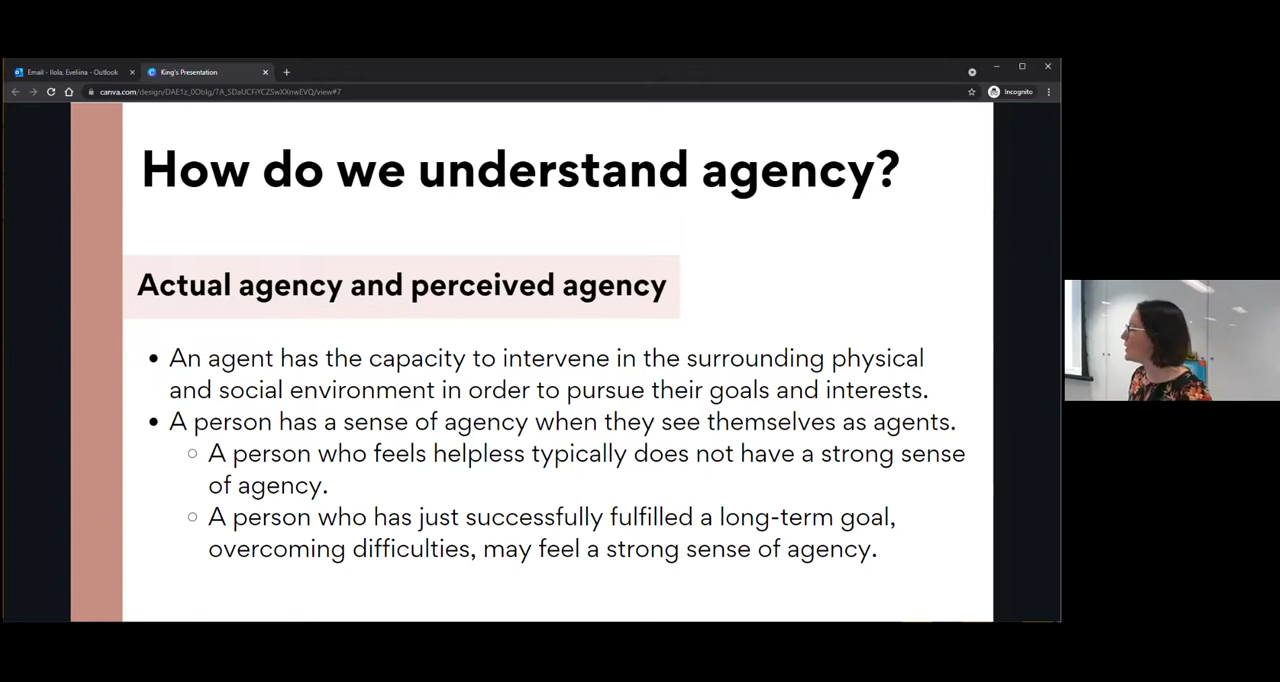 Email - Ilola, Eveliina - Outlook
King's Presentation
Incognito
How do we understand agency?
Actual agency and perceived agency
• An agent has the capacity to intervene in the surrounding physical
and social environment in order to pursue their goals and interests.
• A person has a sense of agency when they see themselves as agents.
○ A person who feels helpless typically does not have a strong sense
of agency.
○ A person who has just successfully fulfilled a long-term goal,
overcoming difficulties, may feel a strong sense of agency.